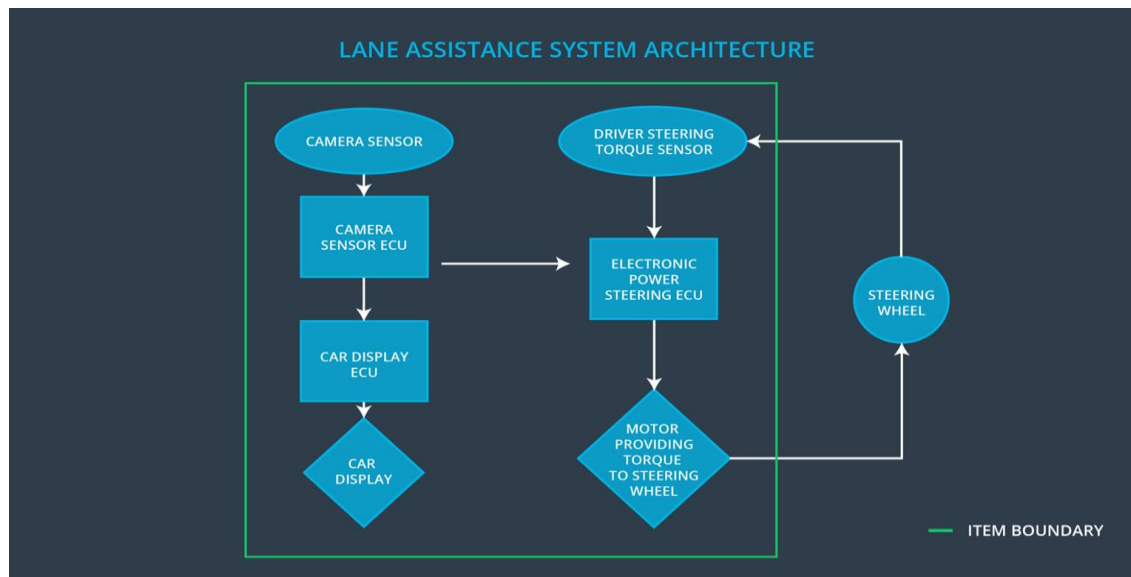 LANE ASSISTANCE SYSTEM ARCHITECTURE
CAMERA SENSOR
DRIVER STEERING
TORQUE SENSOR
CAMERA
SENSOR ECU
ELECTRONIC
POWER
STEERING ECU
STEERING
WHEEL
CAR DISPLAY
ECU
CAR
DISPLAY
MOTOR
PROVIDING
TORQUE
TO STEERING
WHEEL
ITEM BOUNDARY